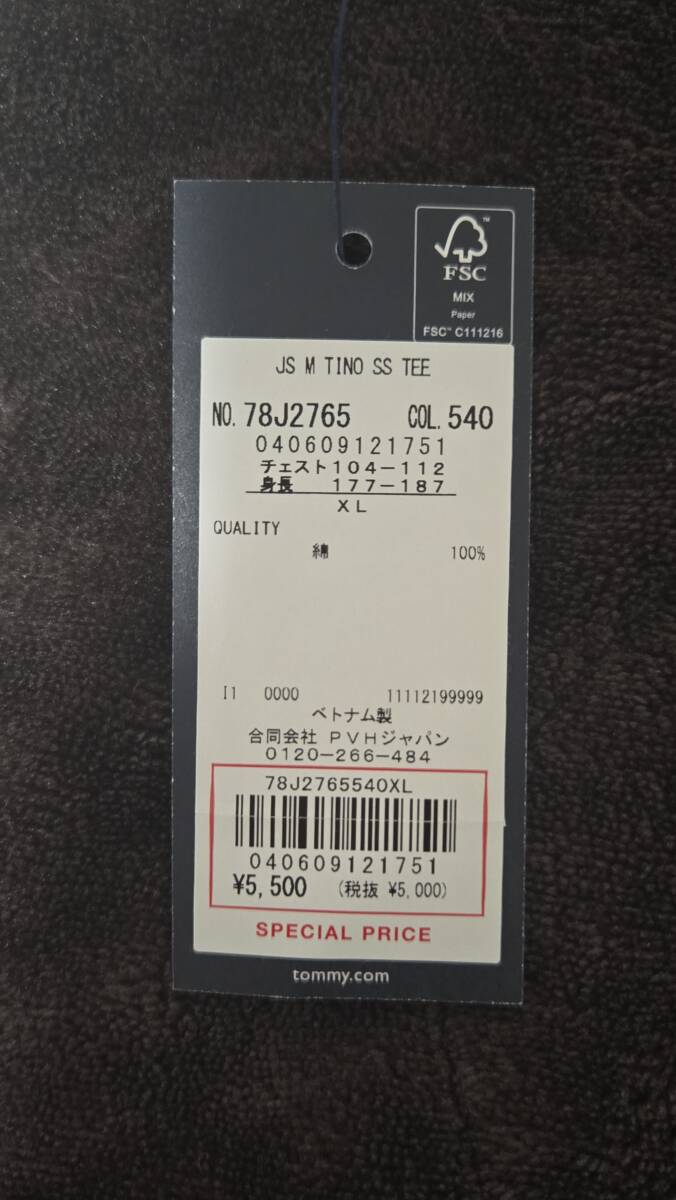 FSC™
MIX
Paper
FSC™ C111216
JS M TINO SS TEE
NO. 78J2765 COL. 540
040609121751
チェスト104-112
身長 177-187
XL
QUALITY
綿 100%
I1 0000 11112199999
ベトナム製
合同会社 PVHジャパン
0120-266-484
78J2765540XL
040609121751
¥5,500 (税抜 ¥5,000)
SPECIAL PRICE
tommy.com